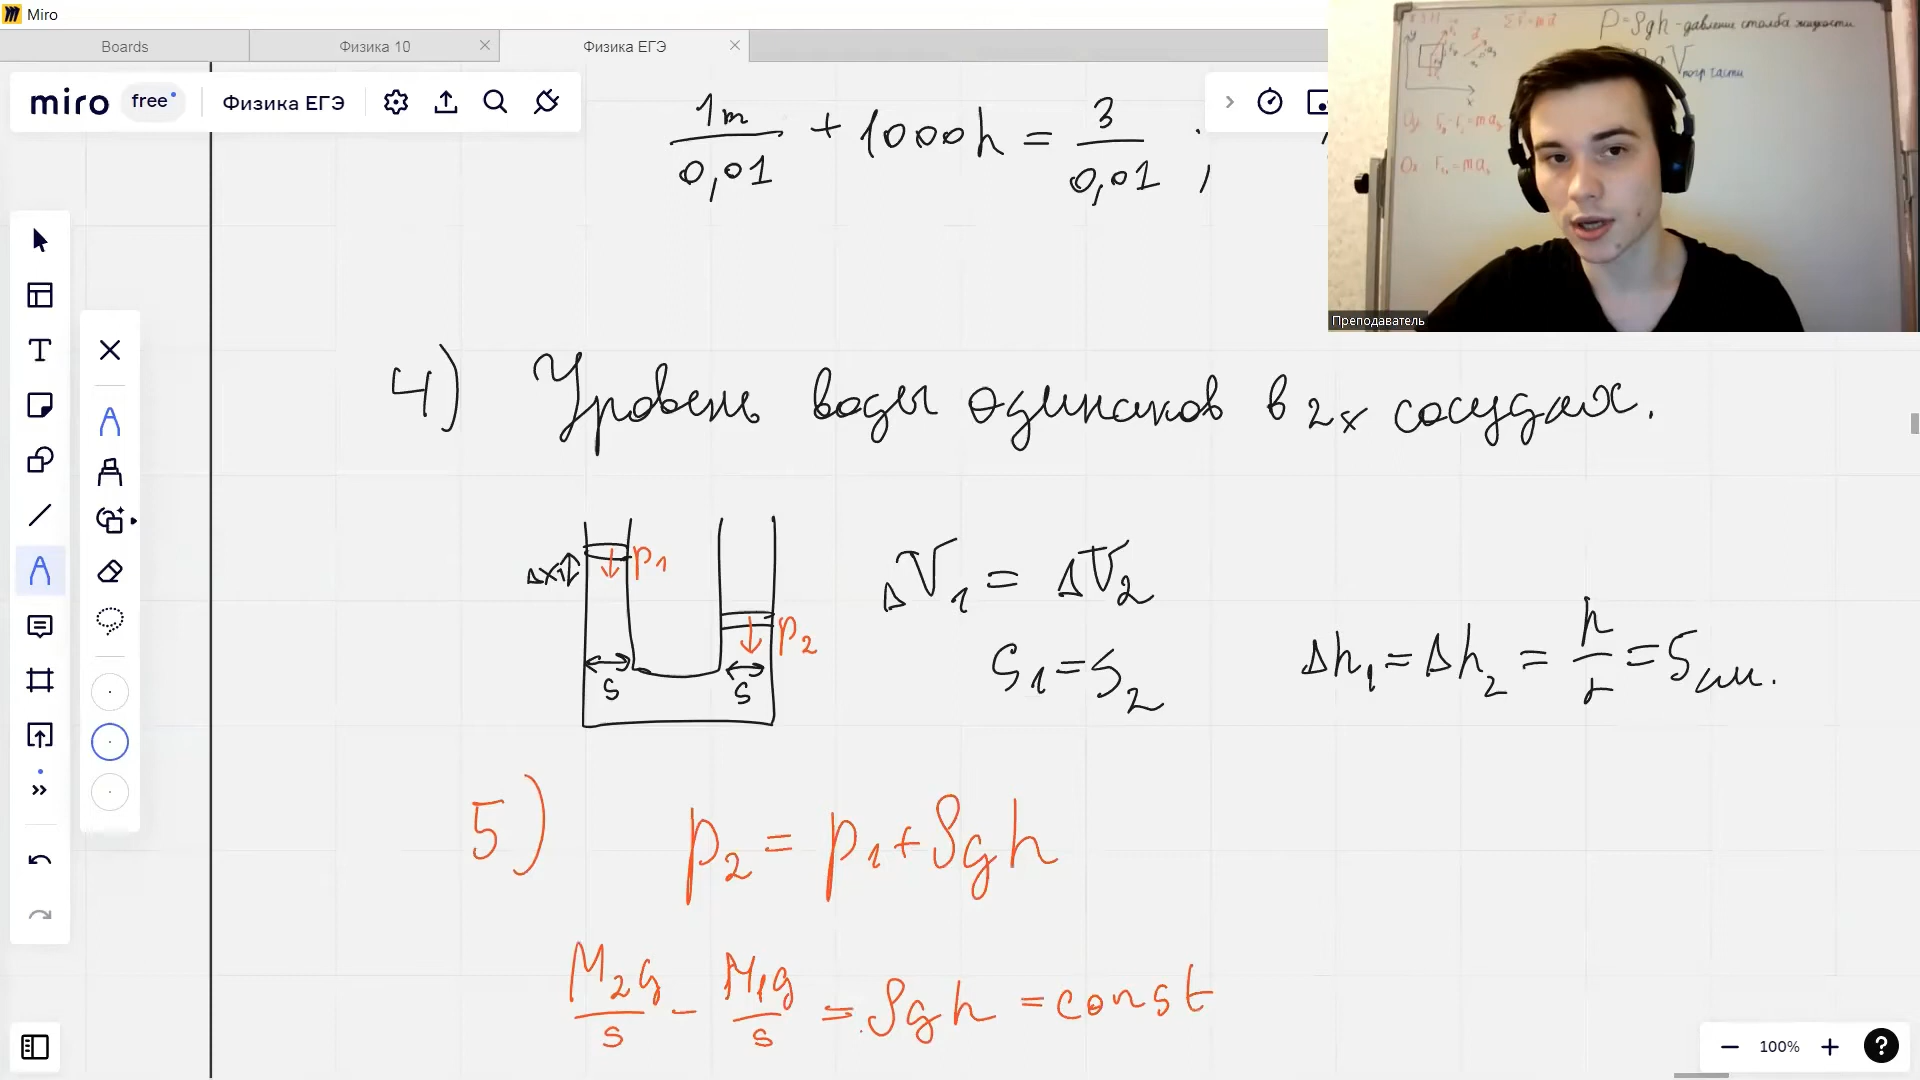 Miro
Boards
Физика 10
Физика ЕГЭ
miro
free
Физика ЕГЭ
P=ρgh - давление столба жидкости
V погр части
Преподаватель
1m/0,01 + 1000h = 3/0,01 ;
4) Уровень воды одинаков в 2х сосудах.
Δx
p₁
p₂
S
S
ΔV₁ = ΔV₂
S₁=S₂
Δh₁ = Δh₂ = h/2 = 5 см.
5) p₂ = p₁+ρgh
M₂g/s - M₁g/s = ρgh = const
100%